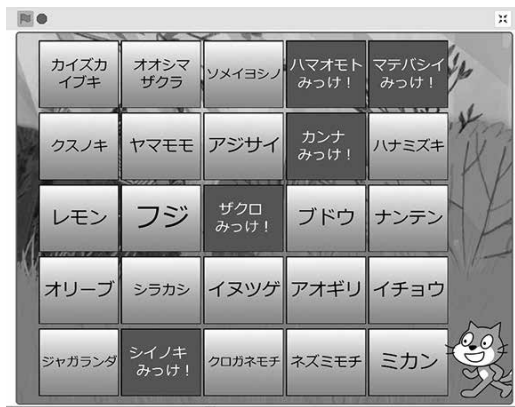 カイズカ
イブキ
オオシマ
ザクラ
ソメイヨシノ
ハマオモト
みっけ！
マテバシイ
みっけ！
クスノキ
ヤマモモ
アジサイ
カンナ
みっけ！
ハナミズキ
レモン
フジ
ザクロ
みっけ！
ブドウ
ナンテン
オリーブ
シラカシ
イヌツゲ
アオギリ
イチョウ
ジャガランダ
シイノキ
みっけ！
クロガネモチ
ネズミモチ
ミカン